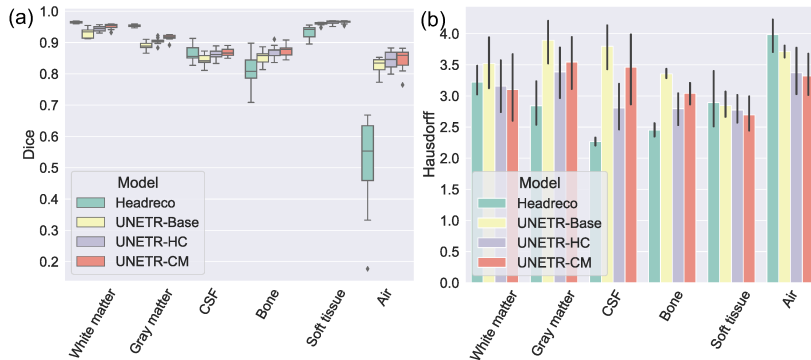 (a)
1.0
0.9
0.8
0.7
0.6
0.5
0.4
0.3
0.2
Dice
Model
Headreco
UNETR-Base
UNETR-HC
UNETR-CM
White matter
Gray matter
CSF
Bone
Soft tissue
Air
(b)
4.0
3.5
3.0
2.5
2.0
1.5
1.0
0.5
0.0
Hausdorff
Model
Headreco
UNETR-Base
UNETR-HC
UNETR-CM
White matter
Gray matter
CSF
Bone
Soft tissue
Air